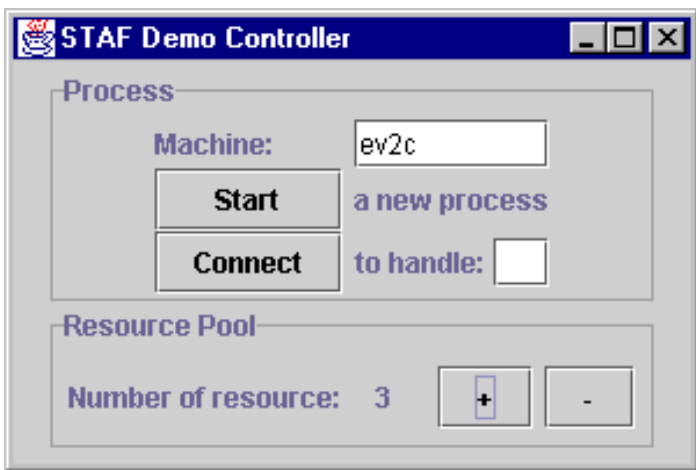 STAF Demo Controller
Process
Machine: ev2c
Start a new process
Connect to handle:
Resource Pool
Number of resource: 3 + -